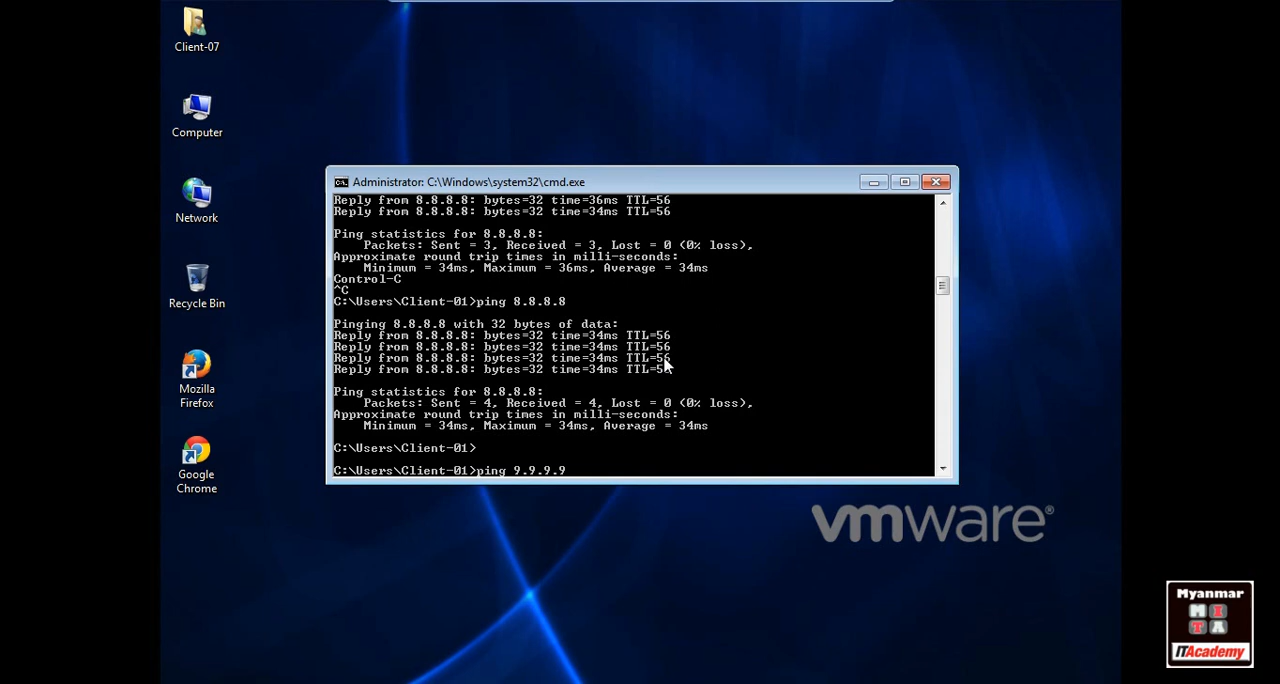 Client-07
Computer
Network
Recycle Bin
Mozilla
Firefox
Google
Chrome
Administrator: C:\Windows\system32\cmd.exe
Reply from 8.8.8.8: bytes=32 time=36ms TTL=56
Reply from 8.8.8.8: bytes=32 time=34ms TTL=56
Ping statistics for 8.8.8.8:
Packets: Sent = 3, Received = 3, Lost = 0 (0% loss),
Approximate round trip times in milli-seconds:
Minimum = 34ms, Maximum = 36ms, Average = 34ms
Control-C
^C
C:\Users\Client-01>ping 8.8.8.8
Pinging 8.8.8.8 with 32 bytes of data:
Reply from 8.8.8.8: bytes=32 time=34ms TTL=56
Reply from 8.8.8.8: bytes=32 time=34ms TTL=56
Reply from 8.8.8.8: bytes=32 time=34ms TTL=56
Reply from 8.8.8.8: bytes=32 time=34ms TTL=56
Ping statistics for 8.8.8.8:
Packets: Sent = 4, Received = 4, Lost = 0 (0% loss),
Approximate round trip times in milli-seconds:
Minimum = 34ms, Maximum = 34ms, Average = 34ms
C:\Users\Client-01>
C:\Users\Client-01>ping 9.9.9.9
vmware®
Myanmar
M I
T A
ITAcademy